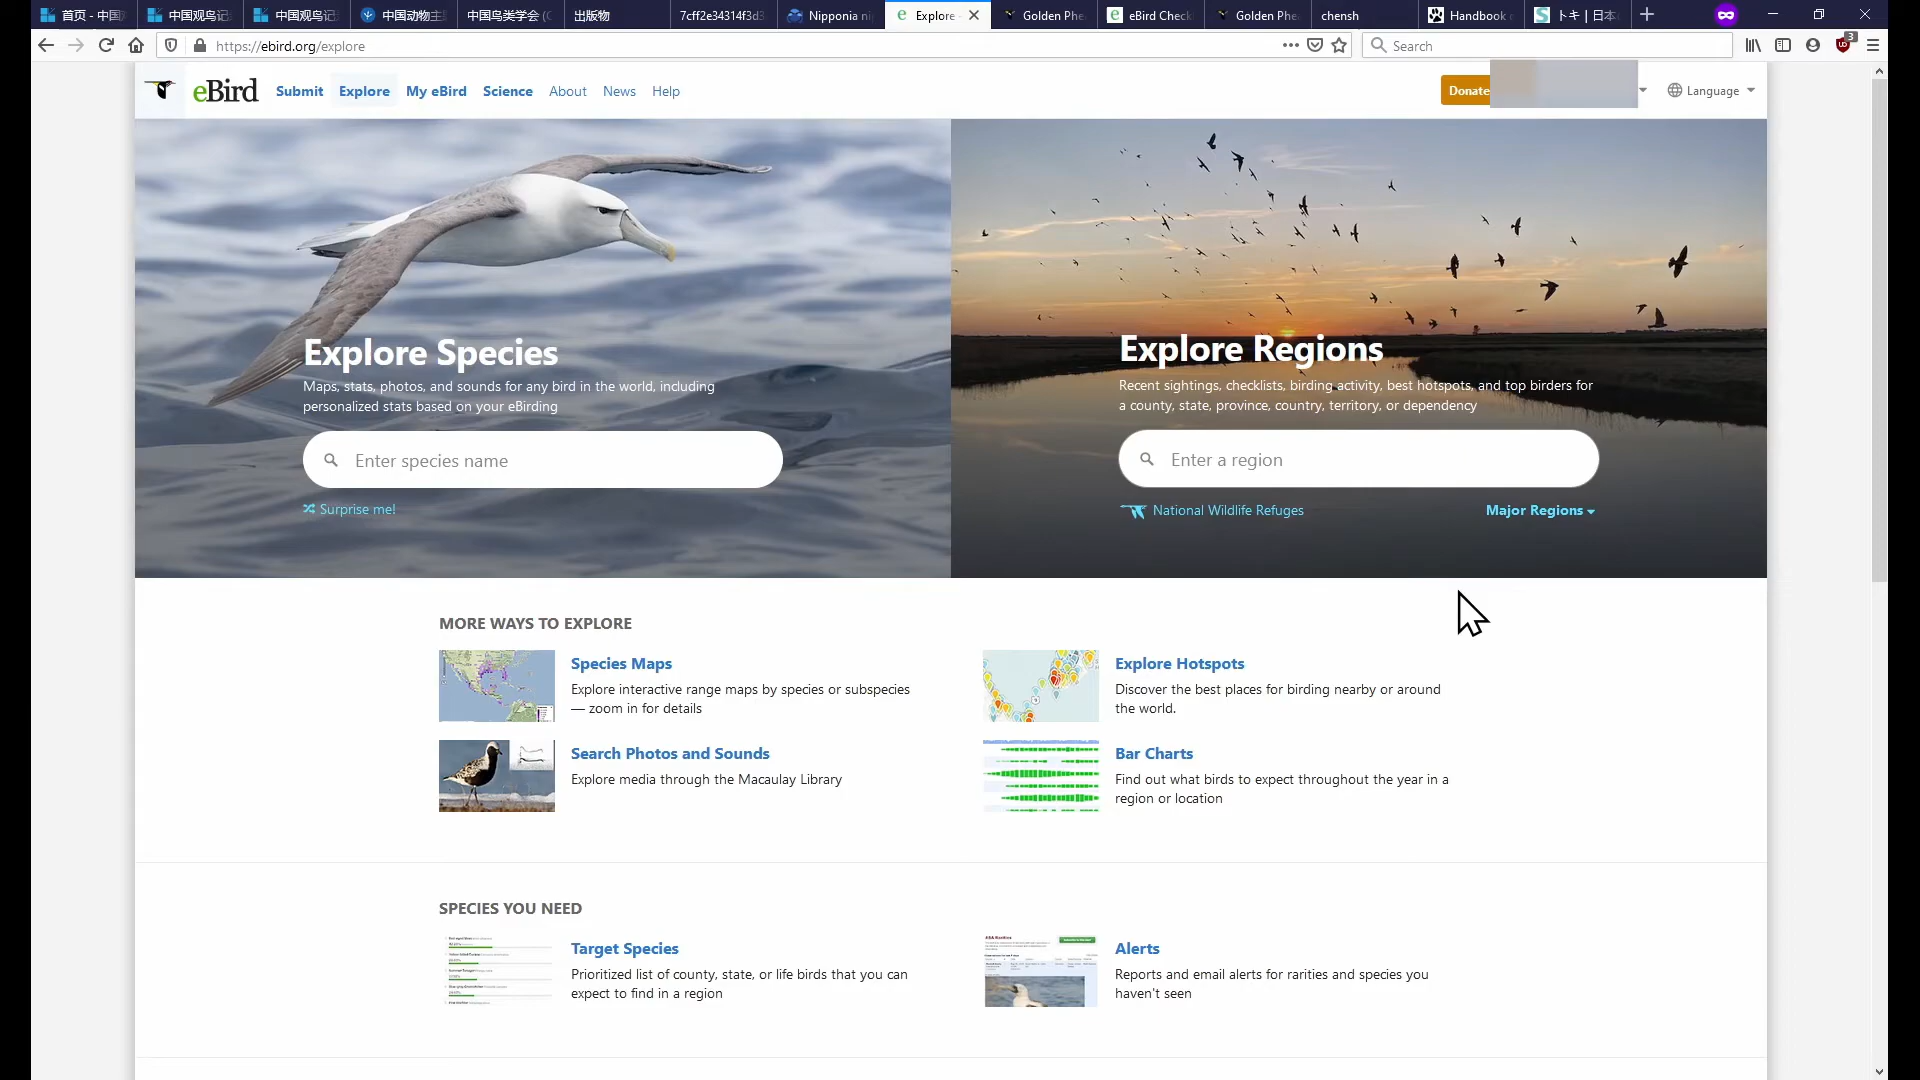 首页 - 中国
中国观鸟记
中国观鸟记
中国动物主
中国鸟类学会 (C
出版物
7cff2e34314f3d3
Nipponia ni
Explore -
Golden Phe
eBird Check
Golden Phe
chensh
Handbook
トキ | 日本
https://ebird.org/explore
Search
3
eBird Submit Explore My eBird Science About News Help Donate Language
Explore Species
Maps, stats, photos, and sounds for any bird in the world, including
personalized stats based on your eBirding
Enter species name
Surprise me!
Explore Regions
Recent sightings, checklists, birding activity, best hotspots, and top birders for
a county, state, province, country, territory, or dependency
Enter a region
National Wildlife Refuges
Major Regions
MORE WAYS TO EXPLORE
Species Maps
Explore interactive range maps by species or subspecies
— zoom in for details
Explore Hotspots
Discover the best places for birding nearby or around
the world.
Search Photos and Sounds
Explore media through the Macaulay Library
Bar Charts
Find out what birds to expect throughout the year in a
region or location
SPECIES YOU NEED
Target Species
Prioritized list of county, state, or life birds that you can
expect to find in a region
Alerts
Reports and email alerts for rarities and species you
haven't seen